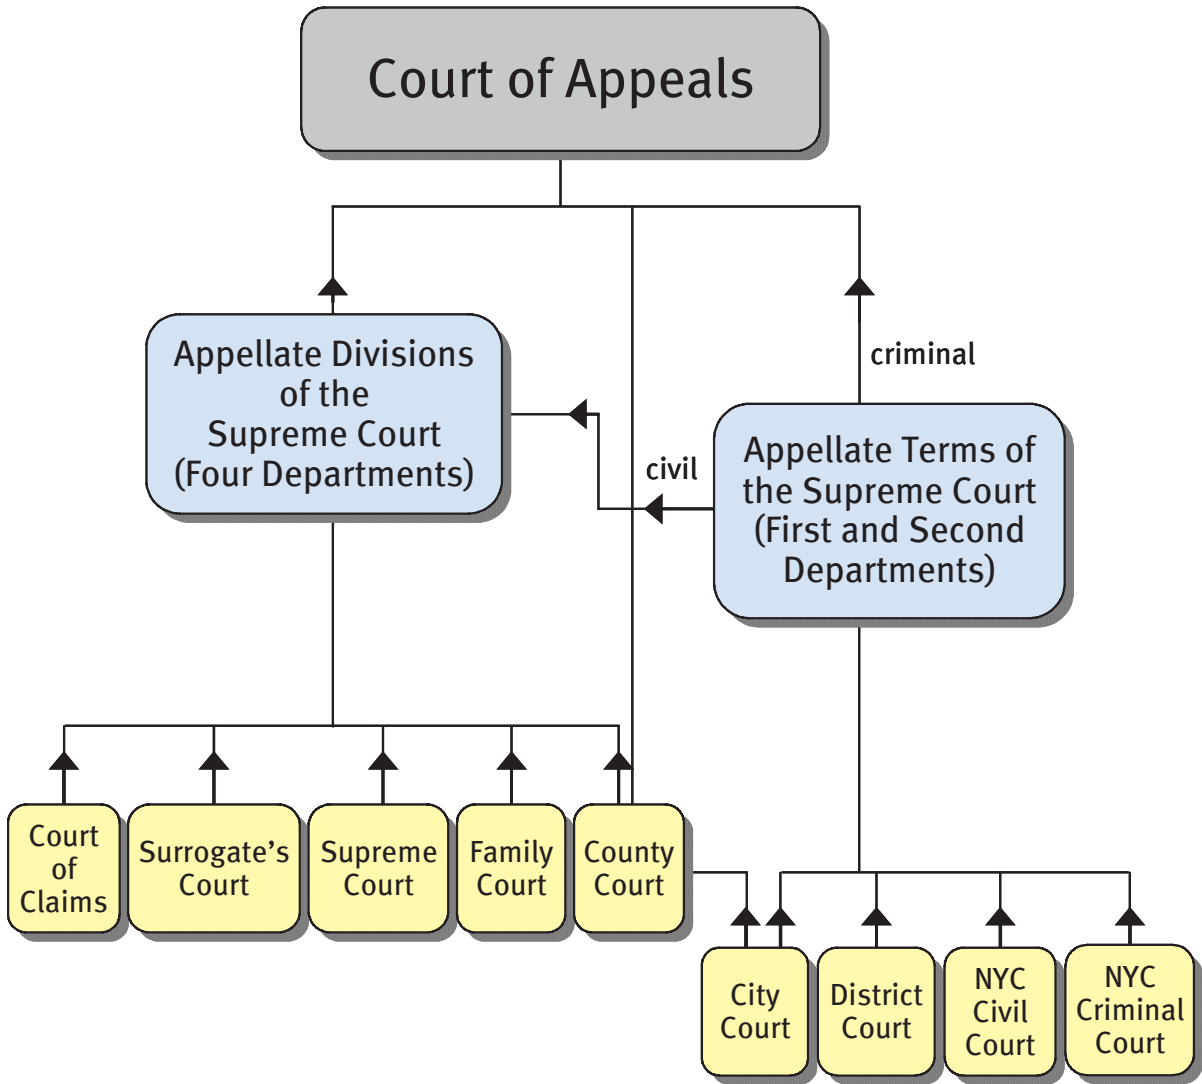 Court of Appeals
criminal
Appellate Divisions
of the
Supreme Court
(Four Departments)
civil
Appellate Terms of
the Supreme Court
(First and Second
Departments)
Court
of
Claims
Surrogate's
Court
Supreme
Court
Family
Court
County
Court
City
Court
District
Court
NYC
Civil
Court
NYC
Criminal
Court